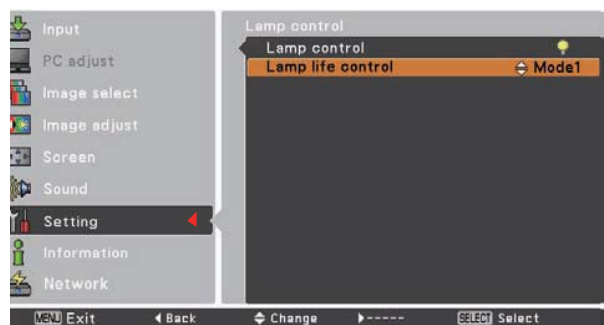 Input
PC adjust
Image select
Image adjust
Screen
Sound
Setting
Information
Network
Lamp control
Lamp control
Lamp life control Mode1
MENU Exit Back Change ----- SELECT Select